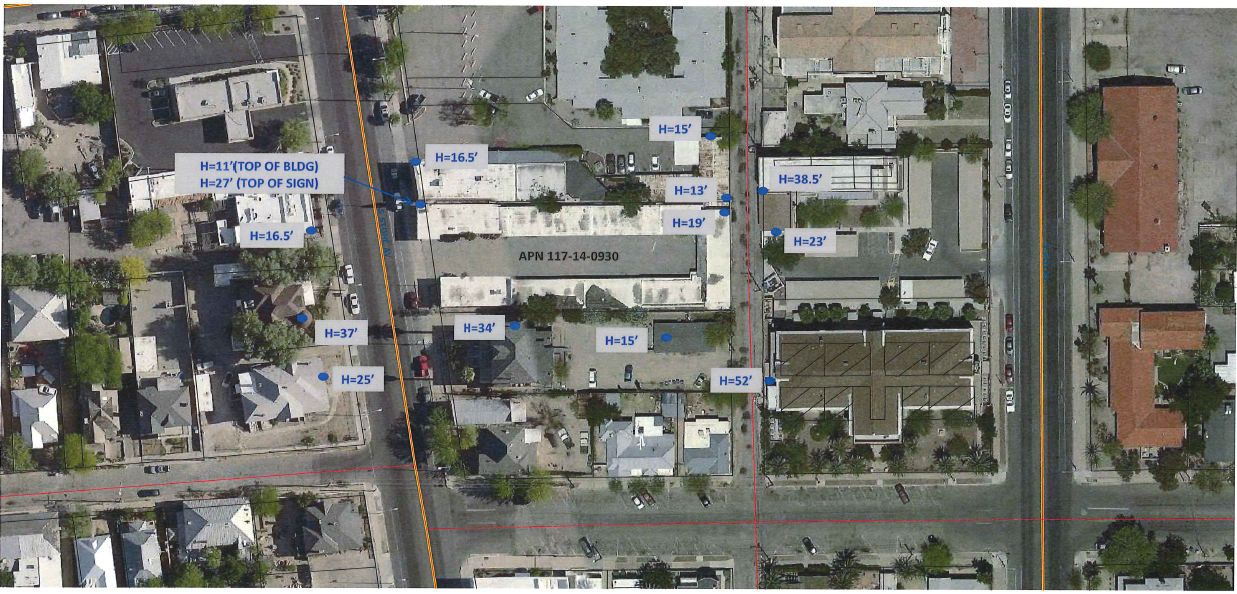 H=15'
H=11'(TOP OF BLDG)
H=27' (TOP OF SIGN)
H=16.5'
H=38.5'
H=13'
H=19'
H=16.5'
H=23'
APN 117-14-0930
H=37'
H=34'
H=15'
H=25'
H=52'